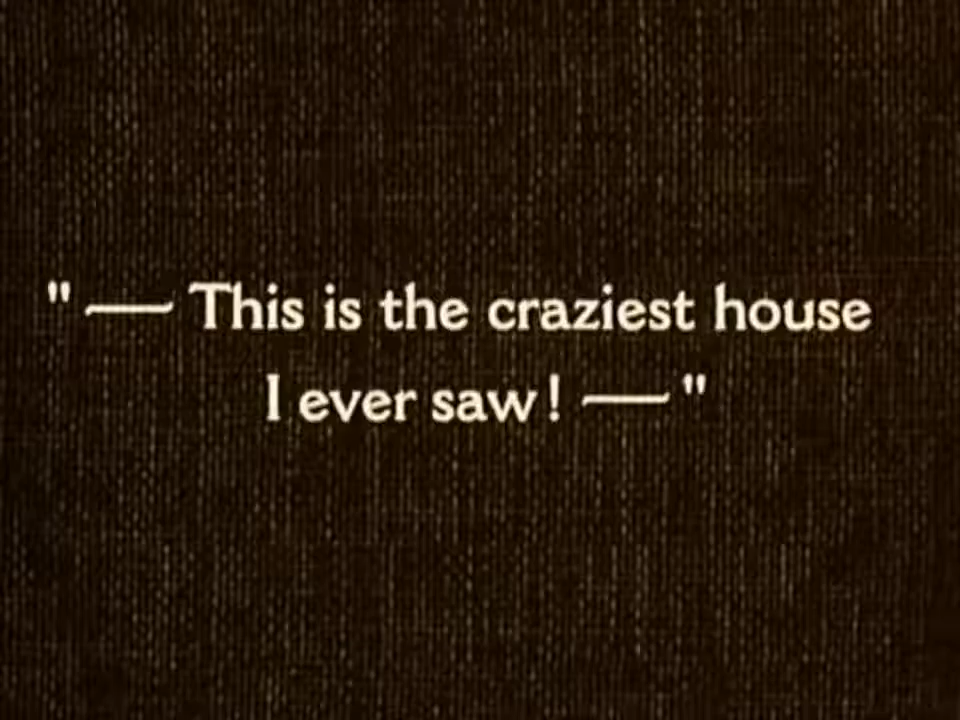 "— This is the craziest house
I ever saw! —"